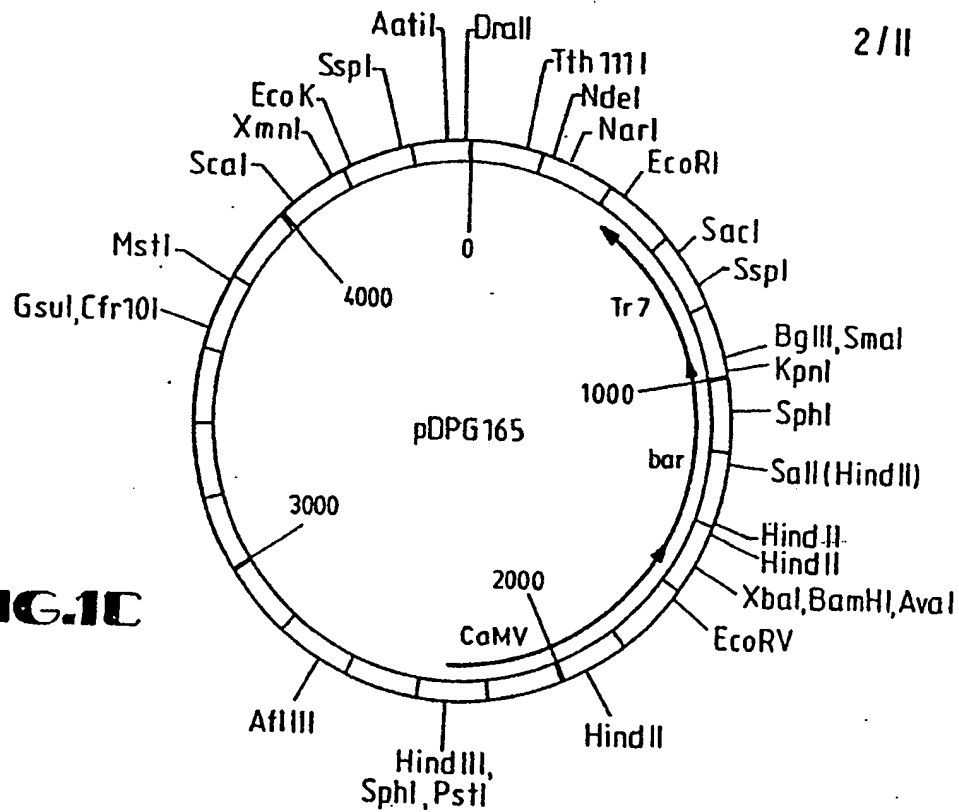 2/11
AatiI
DraII
SspI
Tth 111 I
EcoK
NdeI
XmnI
NarI
ScaI
EcoRI
0
SacI
MstI
SspI
4000
GsuI,Cfr10I
Tr7
BglII,SmaI
KpnI
1000
SphI
pDPG165
bar
SalI(HindII)
3000
HindII
HindII
2000
XbaI,BamHI,AvaI
IG.1C
CaMV
EcoRV
AflIII
HindII
HindIII,
SphI,PstI